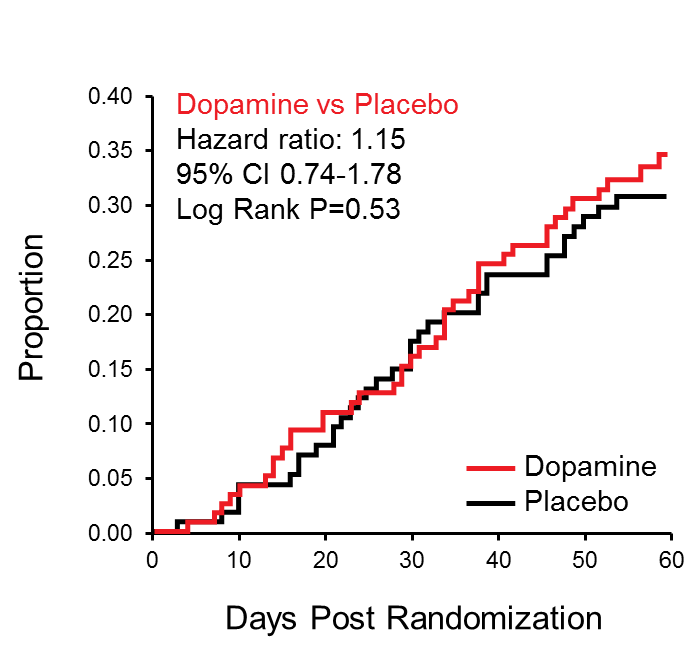 Dopamine vs Placebo
Hazard ratio: 1.15
95% CI 0.74-1.78
Log Rank P=0.53
0.40
0.35
0.30
0.25
0.20
0.15
0.10
0.05
0.00
Proportion
Dopamine
Placebo
0 10 20 30 40 50 60
Days Post Randomization